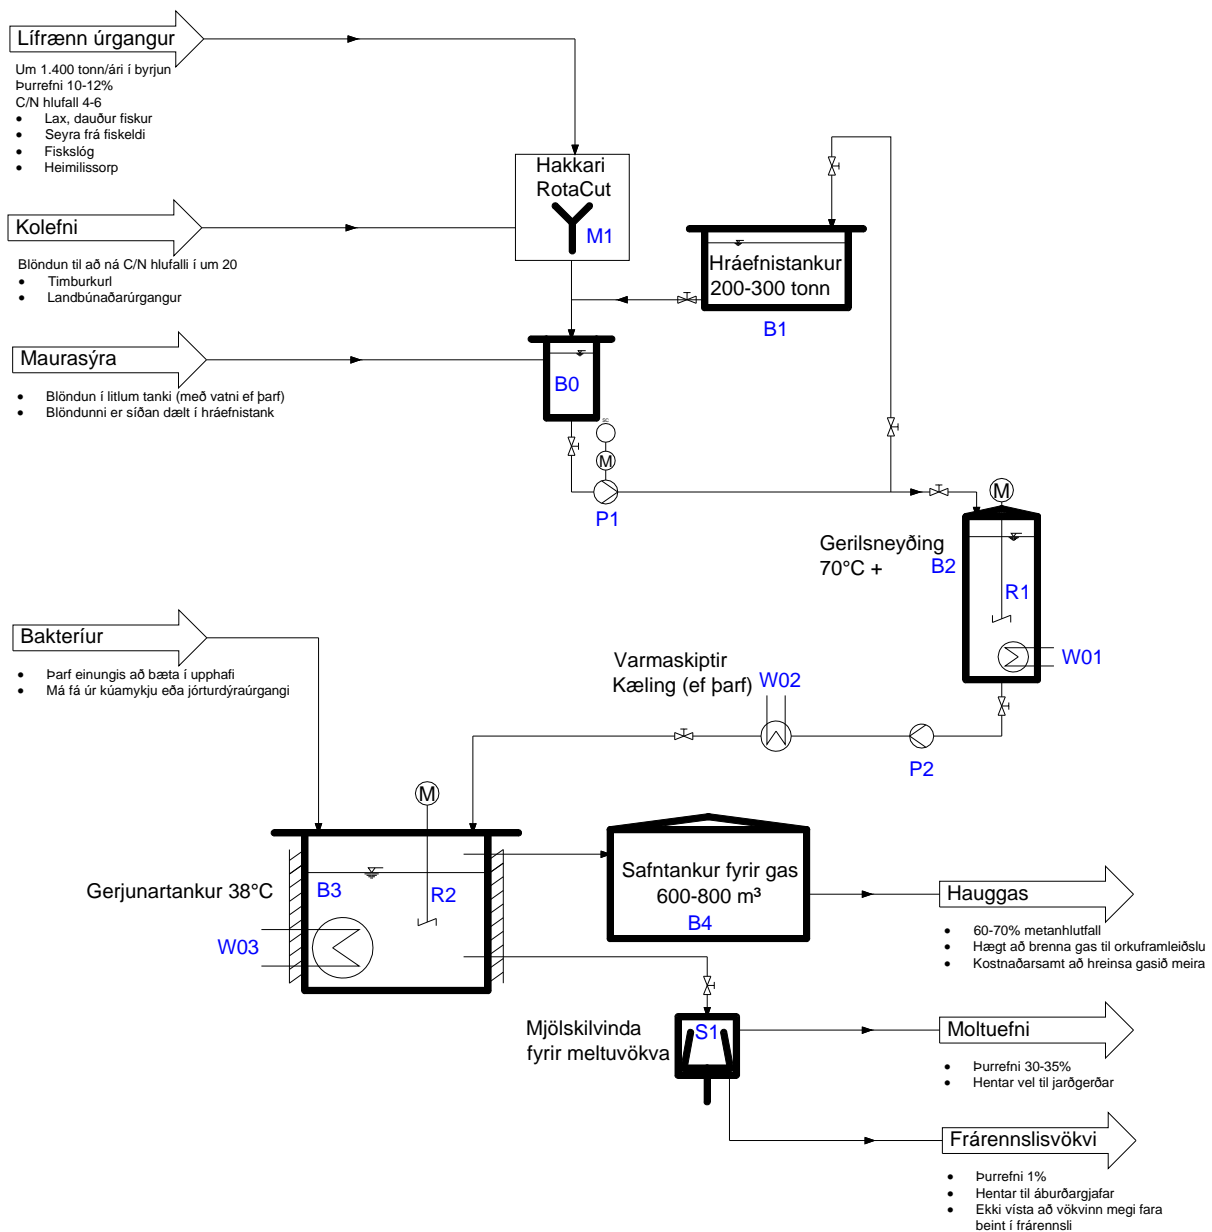 Lífrænn úrgangur
Um 1.400 tonn/ári í byrjun
Þurrefni 10-12%
C/N hlufall 4-6
• Lax, dauður fiskur
• Seyra frá fiskeldi
• Fiskslóg
• Heimilissorp
Hakkari
RotaCut
M1
Kolefni
Blöndun til að ná C/N hlufalli í um 20
• Timburkurl
• Landbúnaðarúrgangur
Hráefnistankur
200-300 tonn
B1
Maurasýra
• Blöndun í litlum tanki (með vatni ef þarf)
• Blöndunni er síðan dælt í hráefnistank
B0
SC
M
P1
M
Gerilsneyðing
70°C +
B2
R1
W01
Bakteríur
• Þarf einungis að bæta í upphafi
• Má fá úr kúamykju eða jórturdýraúrgangi
Varmaskiptir
Kæling (ef þarf)
W02
P2
M
Gerjunartankur 38°C
B3
R2
W03
Safntankur fyrir gas
600-800 m³
B4
Hauggas
• 60-70% metanhlutfall
• Hægt að brenna gas til orkuframleiðslu
• Kostnaðarsamt að hreinsa gasið meira
Mjölskilvinda
fyrir meltuvökva
S1
Moltuefni
• Þurrefni 30-35%
• Hentar vel til jarðgerðar
Frárennslisvökvi
• Þurrefni 1%
• Hentar til áburðargjafar
• Ekki vísta að vökvinn megi fara
beint í frárennsli